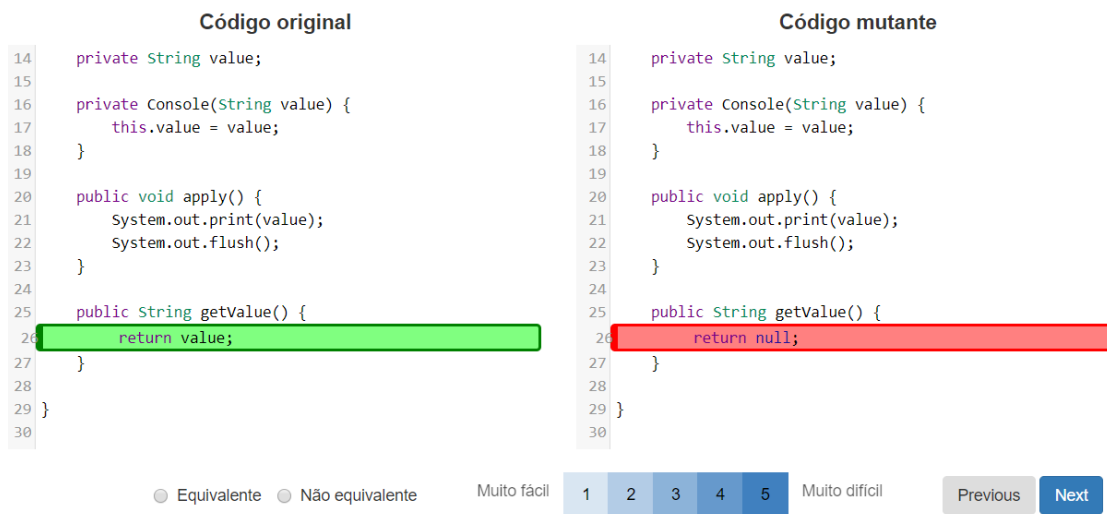 Código original
14 private String value;
15
16 private Console(String value) {
17 this.value = value;
18 }
19
20 public void apply() {
21 System.out.print(value);
22 System.out.flush();
23 }
24
25 public String getValue() {
26 return value;
27 }
28
29 }
30
Código mutante
14 private String value;
15
16 private Console(String value) {
17 this.value = value;
18 }
19
20 public void apply() {
21 System.out.print(value);
22 System.out.flush();
23 }
24
25 public String getValue() {
26 return null;
27 }
28
29 }
30
Equivalente Não equivalente Muito fácil 1 2 3 4 5 Muito difícil Previous Next